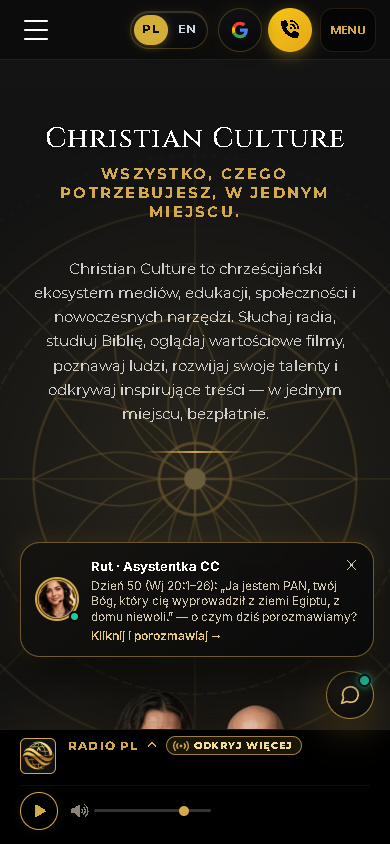 PL EN
MENU
Christian Culture
WSZYSTKO, CZEGO
POTRZEBUJESZ, W JEDNYM
MIEJSCU.
Christian Culture to chrześcijański
ekosystem mediów, edukacji, społeczności i
nowoczesnych narzędzi. Słuchaj radia,
studiuj Biblię, oglądaj wartościowe filmy,
poznawaj ludzi, rozwijaj swoje talenty i
odkrywaj inspirujące treści — w jednym
miejscu, bezpłatnie.
Rut · Asystentka CC
Dzień 50 (Wj 20:1–26): „Ja jestem PAN, twój
Bóg, który cię wyprowadził z ziemi Egiptu, z
domu niewoli.” — o czym dziś porozmawiamy?
Kliknij i porozmawiaj →
RADIO PL
ODKRYJ WIĘCEJ